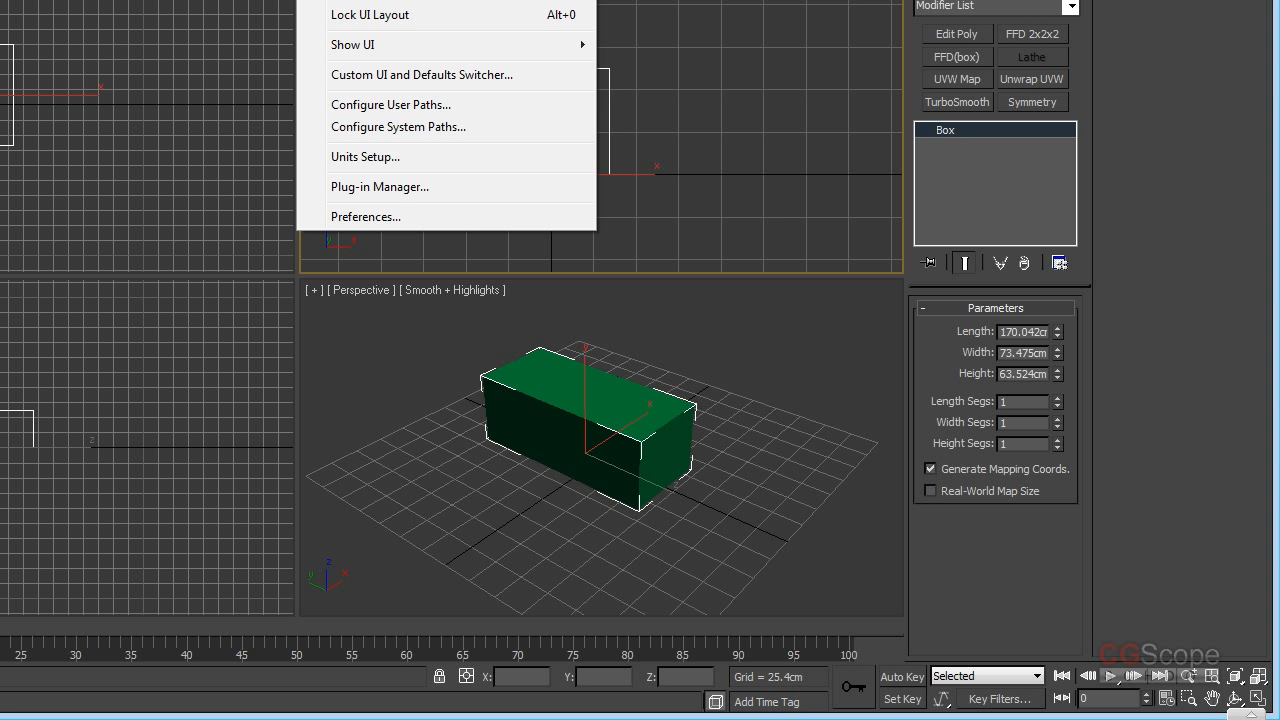 Lock UI Layout Alt+0
Show UI
Custom UI and Defaults Switcher...
Configure User Paths...
Configure System Paths...
Units Setup...
Plug-in Manager...
Preferences...
x
x
y x
z
Modifier List
Edit Poly FFD 2x2x2
FFD(box) Lathe
UVW Map Unwrap UVW
TurboSmooth Symmetry
Box
[ + ] [ Perspective ] [ Smooth + Highlights ]
y
x
z
z
y x
- Parameters
Length: 170.042cr
Width: 73.475cm
Height: 63.524cm
Length Segs: 1
Width Segs: 1
Height Segs: 1
Generate Mapping Coords.
Real-World Map Size
CGScope
25 30 35 40 45 50 55 60 65 70 75 80 85 90 95 100
X: Y: Z: Grid = 25.4cm Auto Key Selected
Add Time Tag Set Key Key Filters... 0